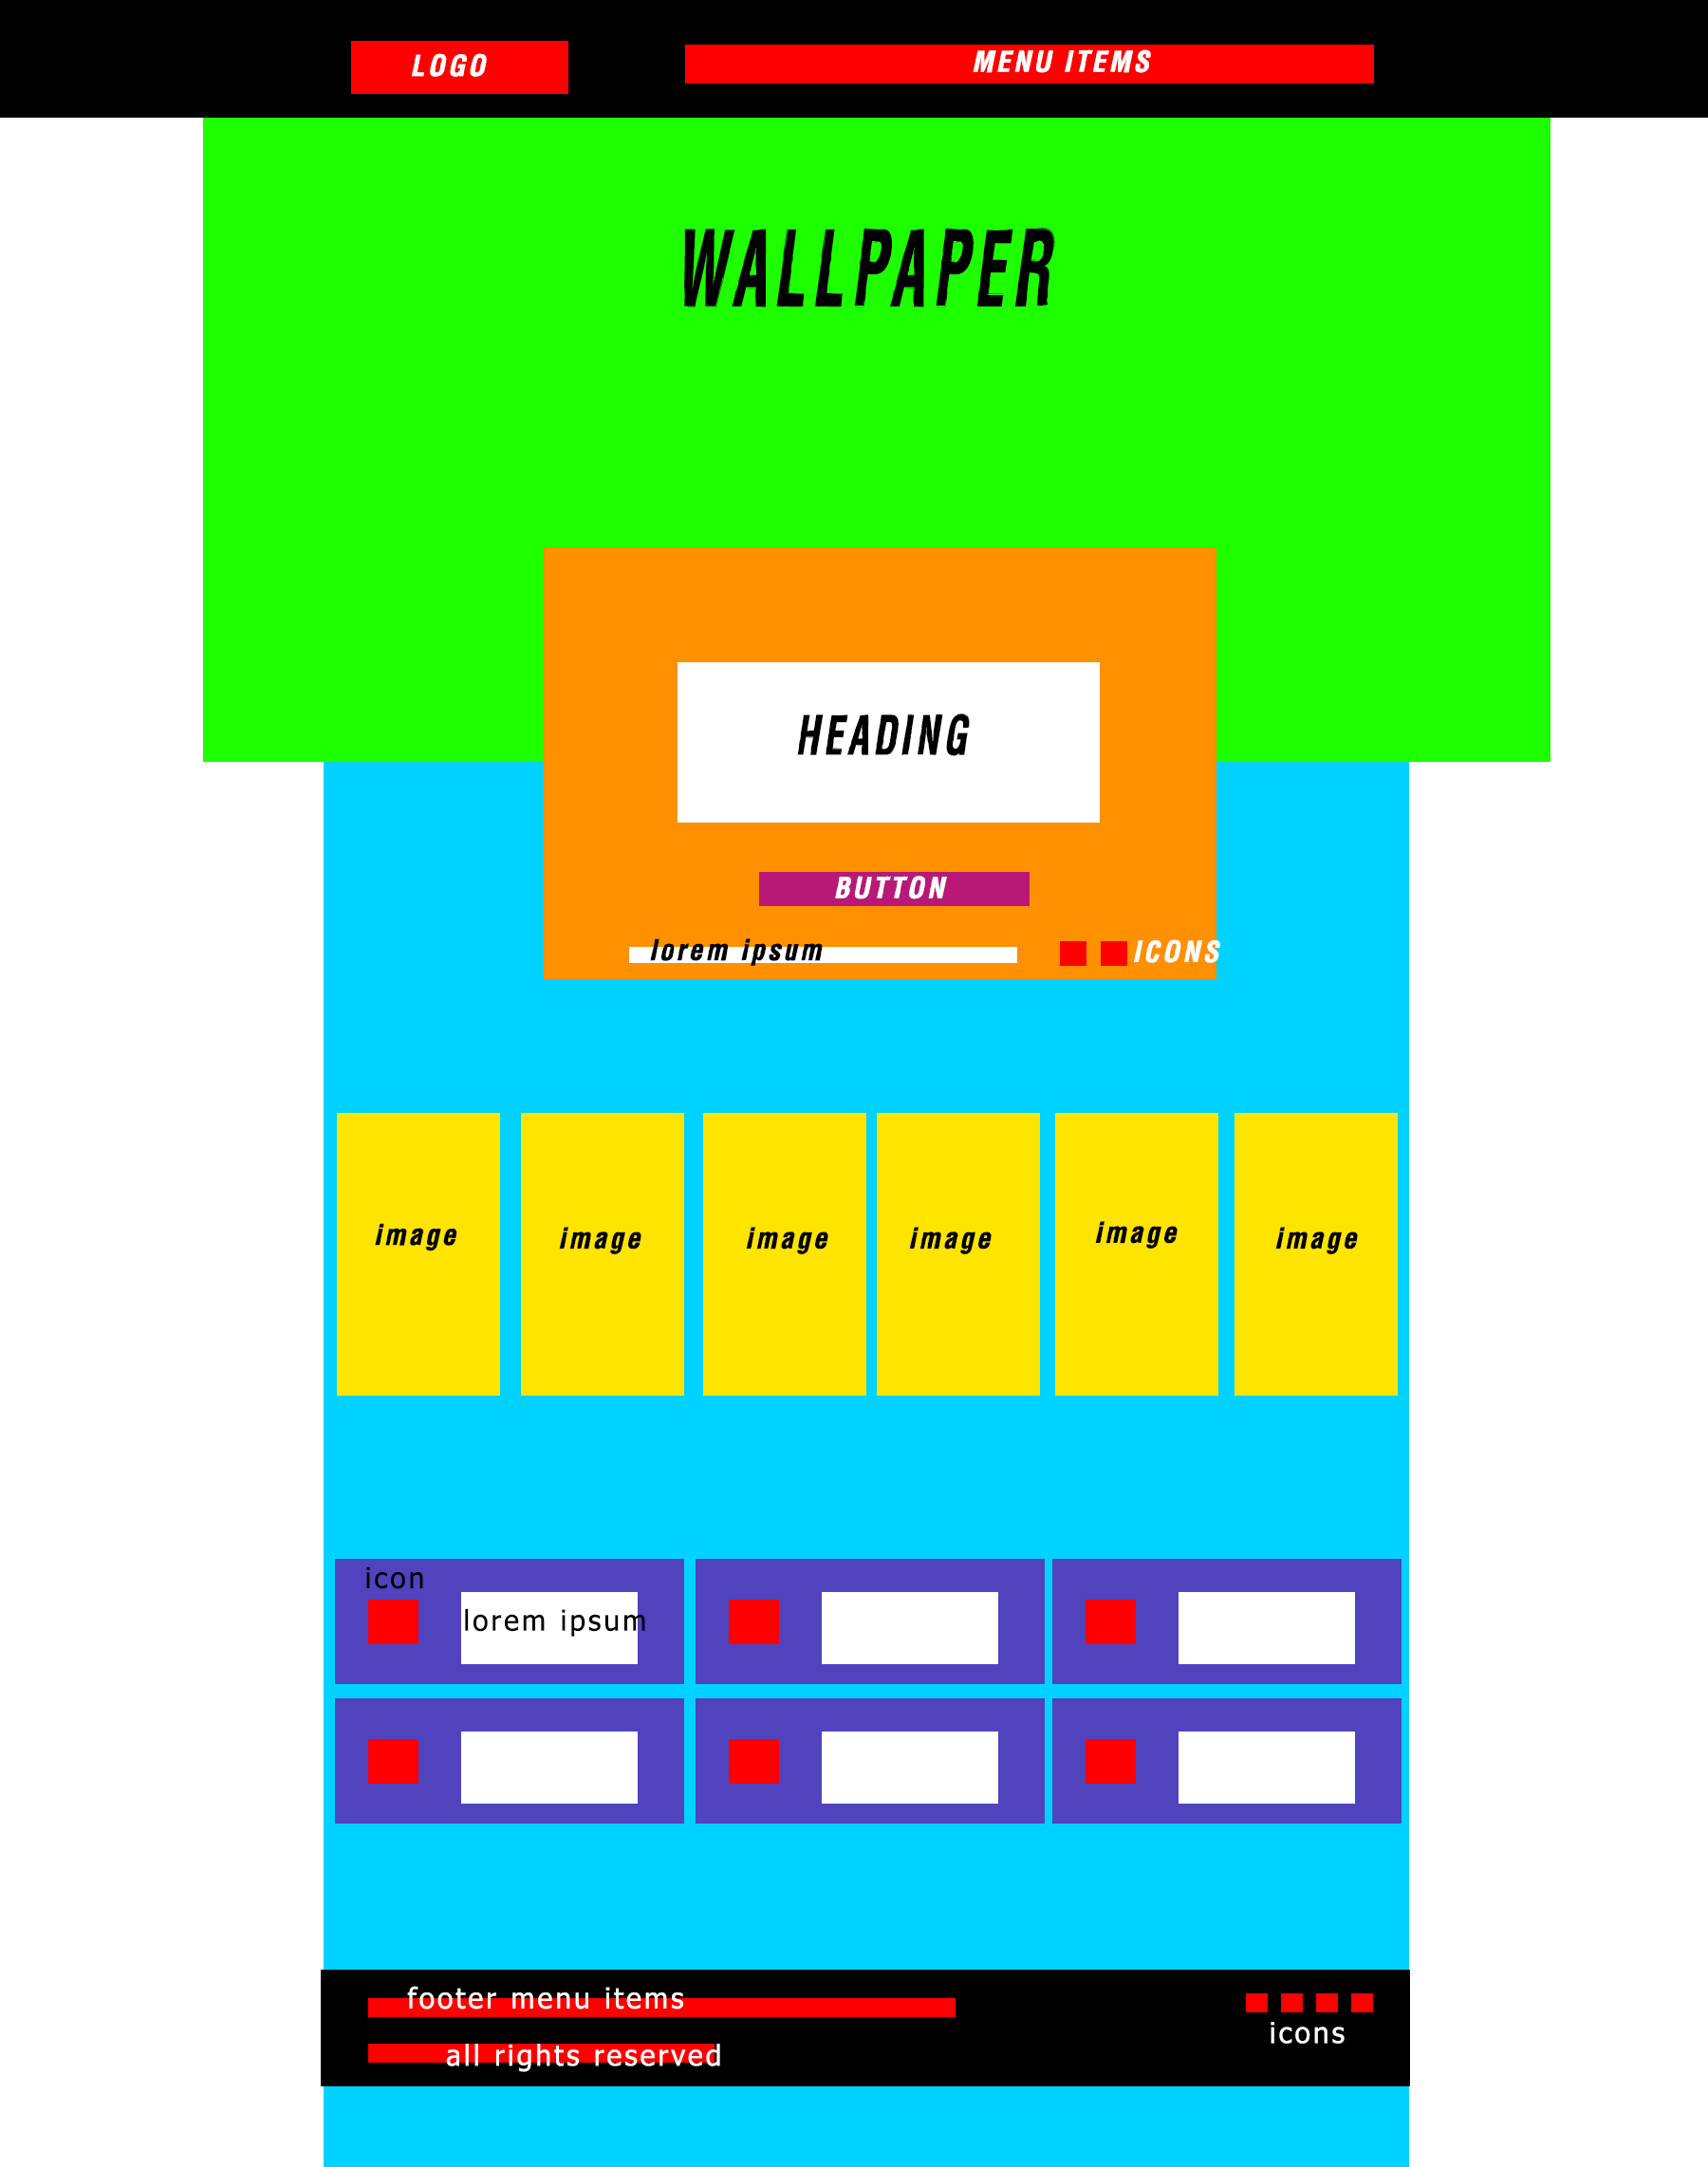 LOGO
MENU ITEMS
WALLPAPER
HEADING
BUTTON
lorem ipsum
ICONS
image
image
image
image
image
image
icon
lorem ipsum
footer menu items
icons
all rights reserved